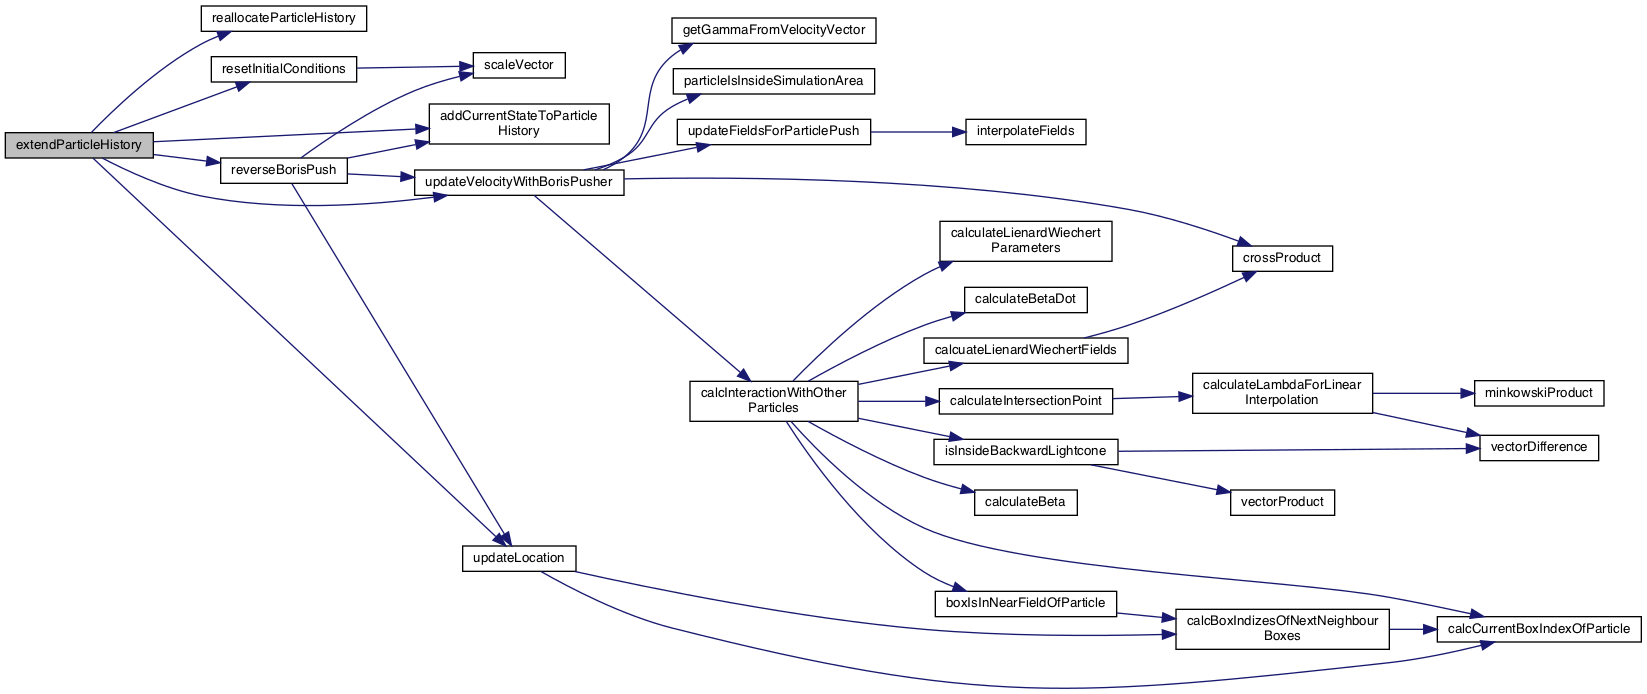 reallocateParticleHistory
getGammaFromVelocityVector
resetInitialConditions
scaleVector
particleIsInsideSimulationArea
addCurrentStateToParticle
History
updateFieldsForParticlePush
interpolateFields
extendParticleHistory
reverseBorisPush
updateVelocityWithBorisPusher
calculateLienardWiechert
Parameters
crossProduct
calculateBetaDot
calcuateLienardWiechertFields
calcInteractionWithOther
Particles
calculateIntersectionPoint
calculateLambdaForLinear
Interpolation
minkowskiProduct
isInsideBackwardLightcone
vectorDifference
calculateBeta
vectorProduct
updateLocation
boxIsInNearFieldOfParticle
calcBoxIndizesOfNextNeighbour
Boxes
calcCurrentBoxIndexOfParticle